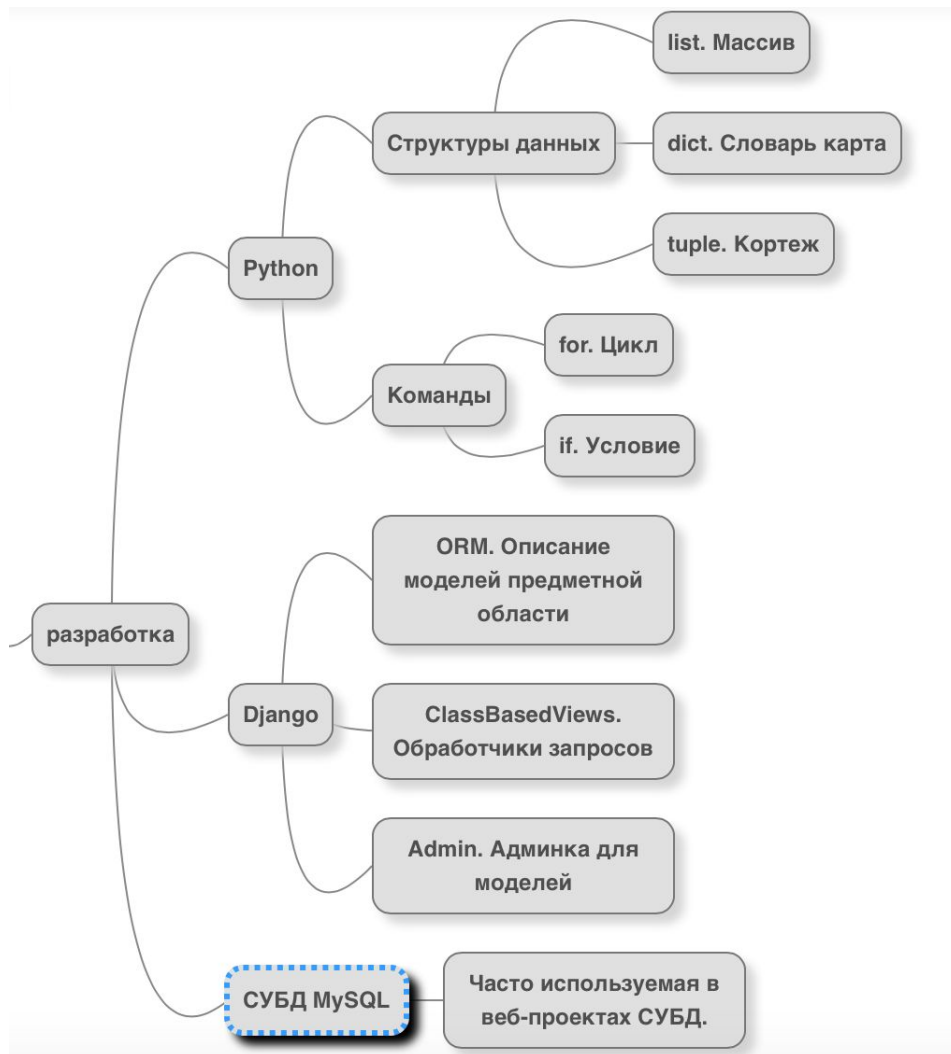 list. Массив
Структуры данных
dict. Словарь карта
tuple. Кортеж
Python
for. Цикл
Команды
if. Условие
ORM. Описание
моделей предметной
области
разработка
Django
ClassBasedViews.
Обработчики запросов
Admin. Админка для
моделей
СУБД MySQL
Часто используемая в
веб-проектах СУБД.